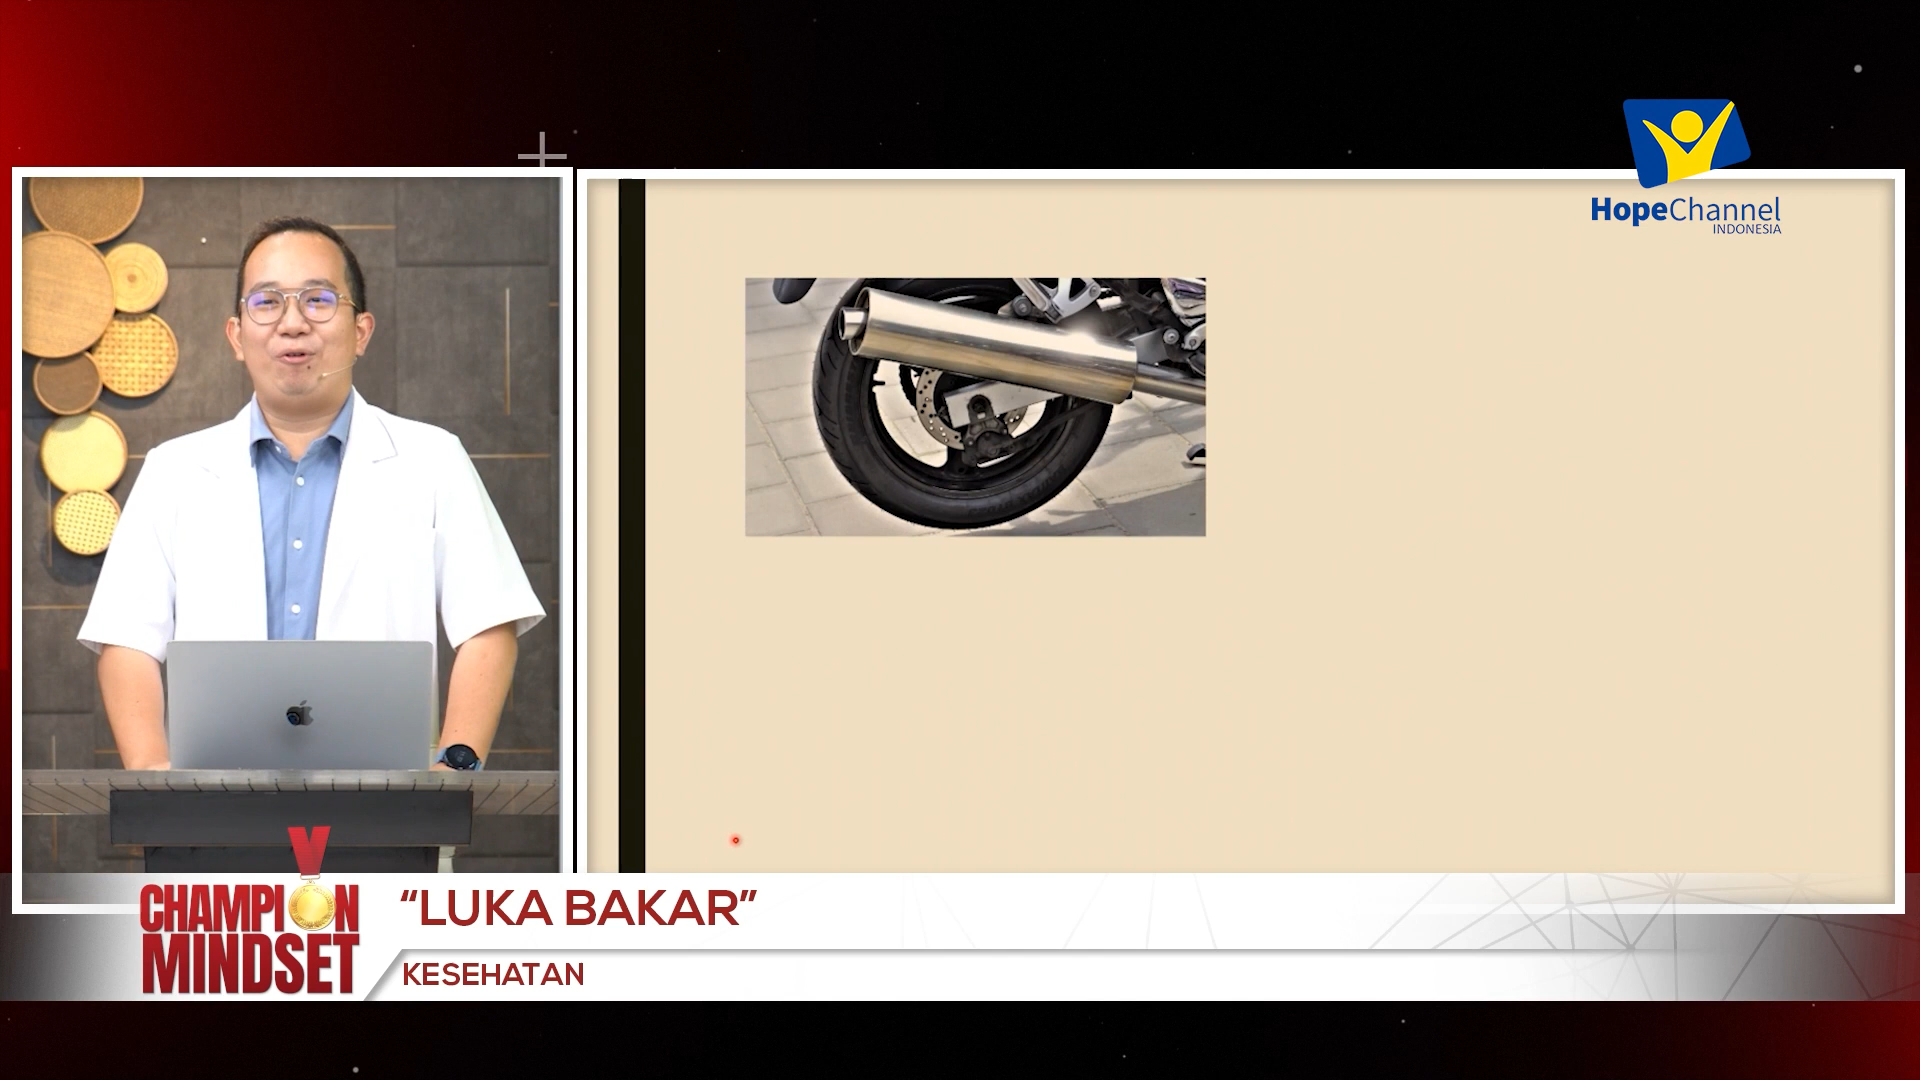 HopeChannel
INDONESIA
CHAMPION
MINDSET
“LUKA BAKAR”
KESEHATAN